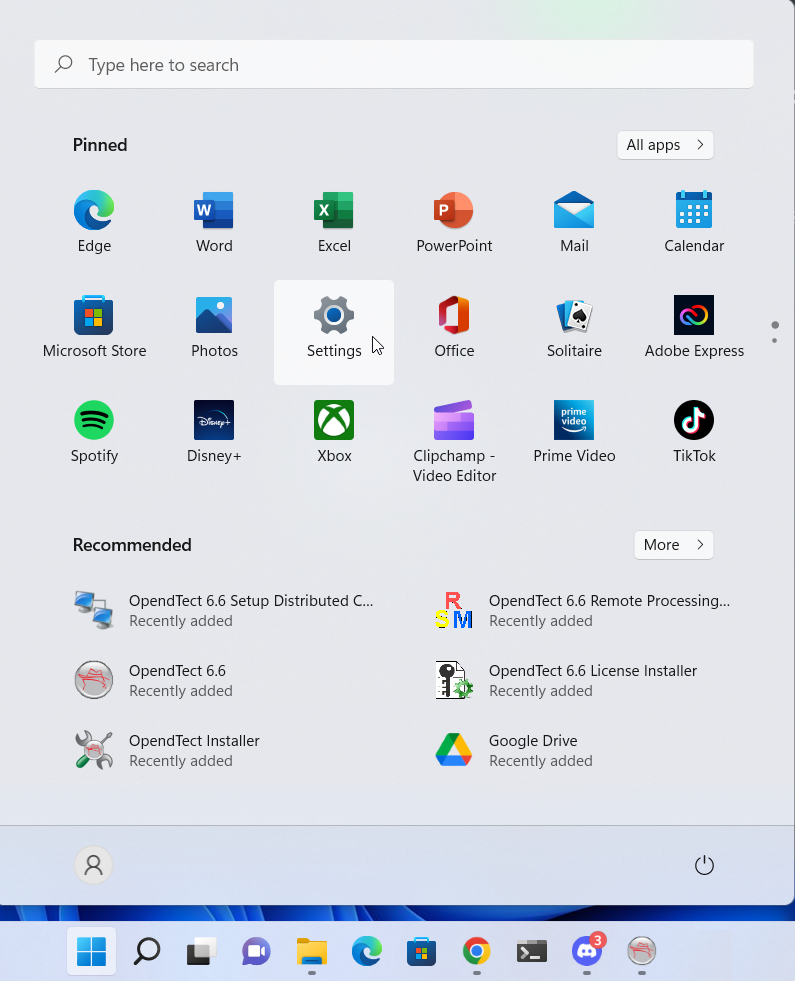 Type here to search
Pinned
All apps
Edge
Word
Excel
PowerPoint
Mail
Calendar
Microsoft Store
Photos
Settings
Office
Solitaire
Adobe Express
Spotify
Disney+
Xbox
Clipchamp -
Video Editor
Prime Video
TikTok
W
X
P
Disney+
prime
video
Recommended
More
OpendTect 6.6 Setup Distributed C...
Recently added
R
S M
OpendTect 6.6 Remote Processing...
Recently added
OpendTect 6.6
Recently added
OpendTect 6.6 License Installer
Recently added
OpendTect Installer
Recently added
Google Drive
Recently added
3